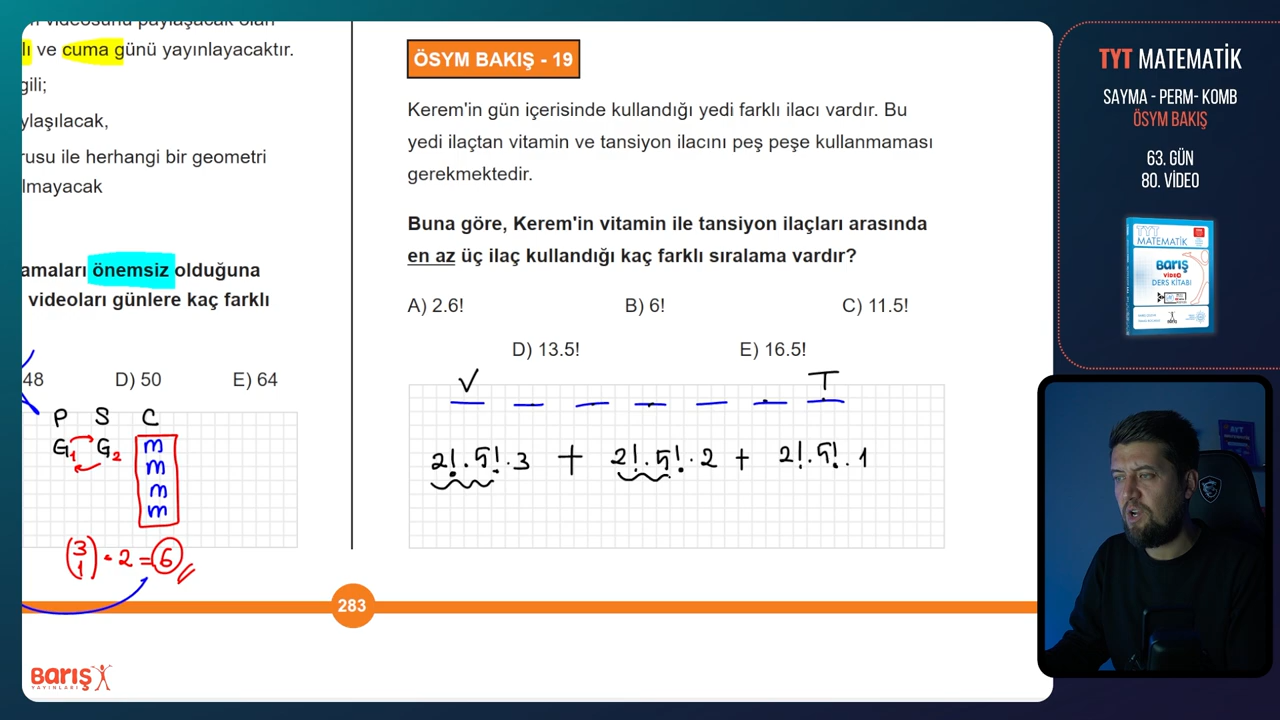 ı videosunu paylaşacak olan
lı ve cuma günü yayınlayacaktır.
gili;
ylaşılacak,
rusu ile herhangi bir geometri
lmayacak
amaları önemsiz olduğuna
videoları günlere kaç farklı
48 D) 50 E) 64
P S C
G1 G2 m
m
m
m
(3 1) · 2 = 6
ÖSYM BAKIŞ - 19
Kerem'in gün içerisinde kullandığı yedi farklı ilacı vardır. Bu
yedi ilaçtan vitamin ve tansiyon ilacını peş peşe kullanmaması
gerekmektedir.
Buna göre, Kerem'in vitamin ile tansiyon ilaçları arasında
en az üç ilaç kullandığı kaç farklı sıralama vardır?
A) 2.6! B) 6! C) 11.5!
D) 13.5! E) 16.5!
V T
2! . 5! . 3 + 2! . 5! . 2 + 2! . 5! . 1
283
BARIŞ
YAYINLARI
TYT MATEMATİK
SAYMA - PERM- KOMB
ÖSYM BAKIŞ
63. GÜN
80. VİDEO
TYT
MATEMATİK
BARIŞ
VİDEO
DERS KİTABI